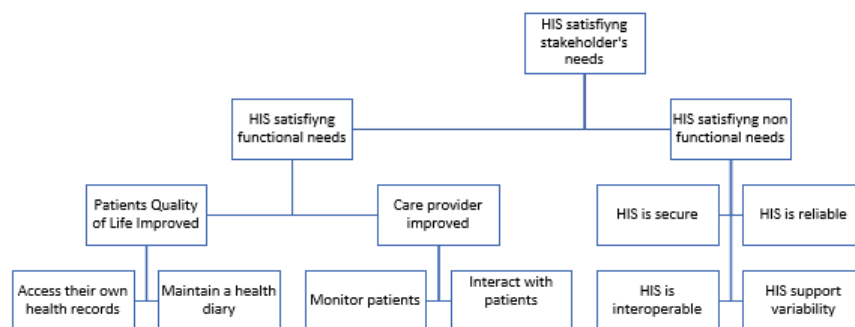 HIS satisfiyng
stakeholder's
needs
HIS satisfiyng
functional needs
HIS satisfiyng non
functional needs
Patients Quality
of Life Improved
Care provider
improved
HIS is secure
HIS is reliable
Access their own
health records
Maintain a health
diary
Monitor patients
Interact with
patients
HIS is
interoperable
HIS support
variability